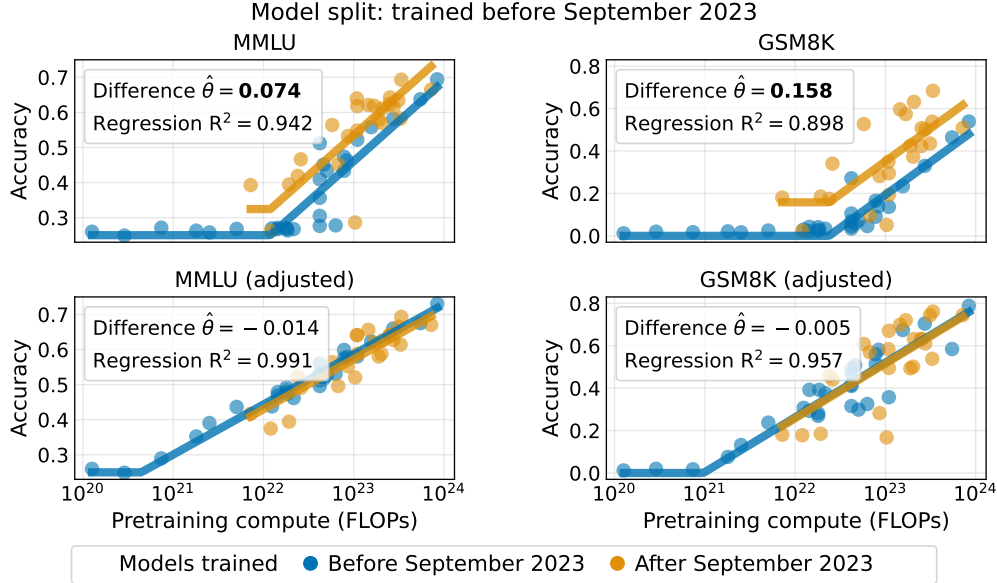 Model split: trained before September 2023
MMLU
GSM8K
Accuracy
0.7
0.6
0.5
0.4
0.3
Difference θ̂ = 0.074
Regression R² = 0.942
Accuracy
0.8
0.6
0.4
0.2
0.0
Difference θ̂ = 0.158
Regression R² = 0.898
MMLU (adjusted)
GSM8K (adjusted)
Accuracy
0.7
0.6
0.5
0.4
0.3
Difference θ̂ = −0.014
Regression R² = 0.991
10²⁰ 10²¹ 10²² 10²³ 10²⁴
Pretraining compute (FLOPs)
Accuracy
0.8
0.6
0.4
0.2
0.0
Difference θ̂ = −0.005
Regression R² = 0.957
10²⁰ 10²¹ 10²² 10²³ 10²⁴
Pretraining compute (FLOPs)
Models trained Before September 2023 After September 2023